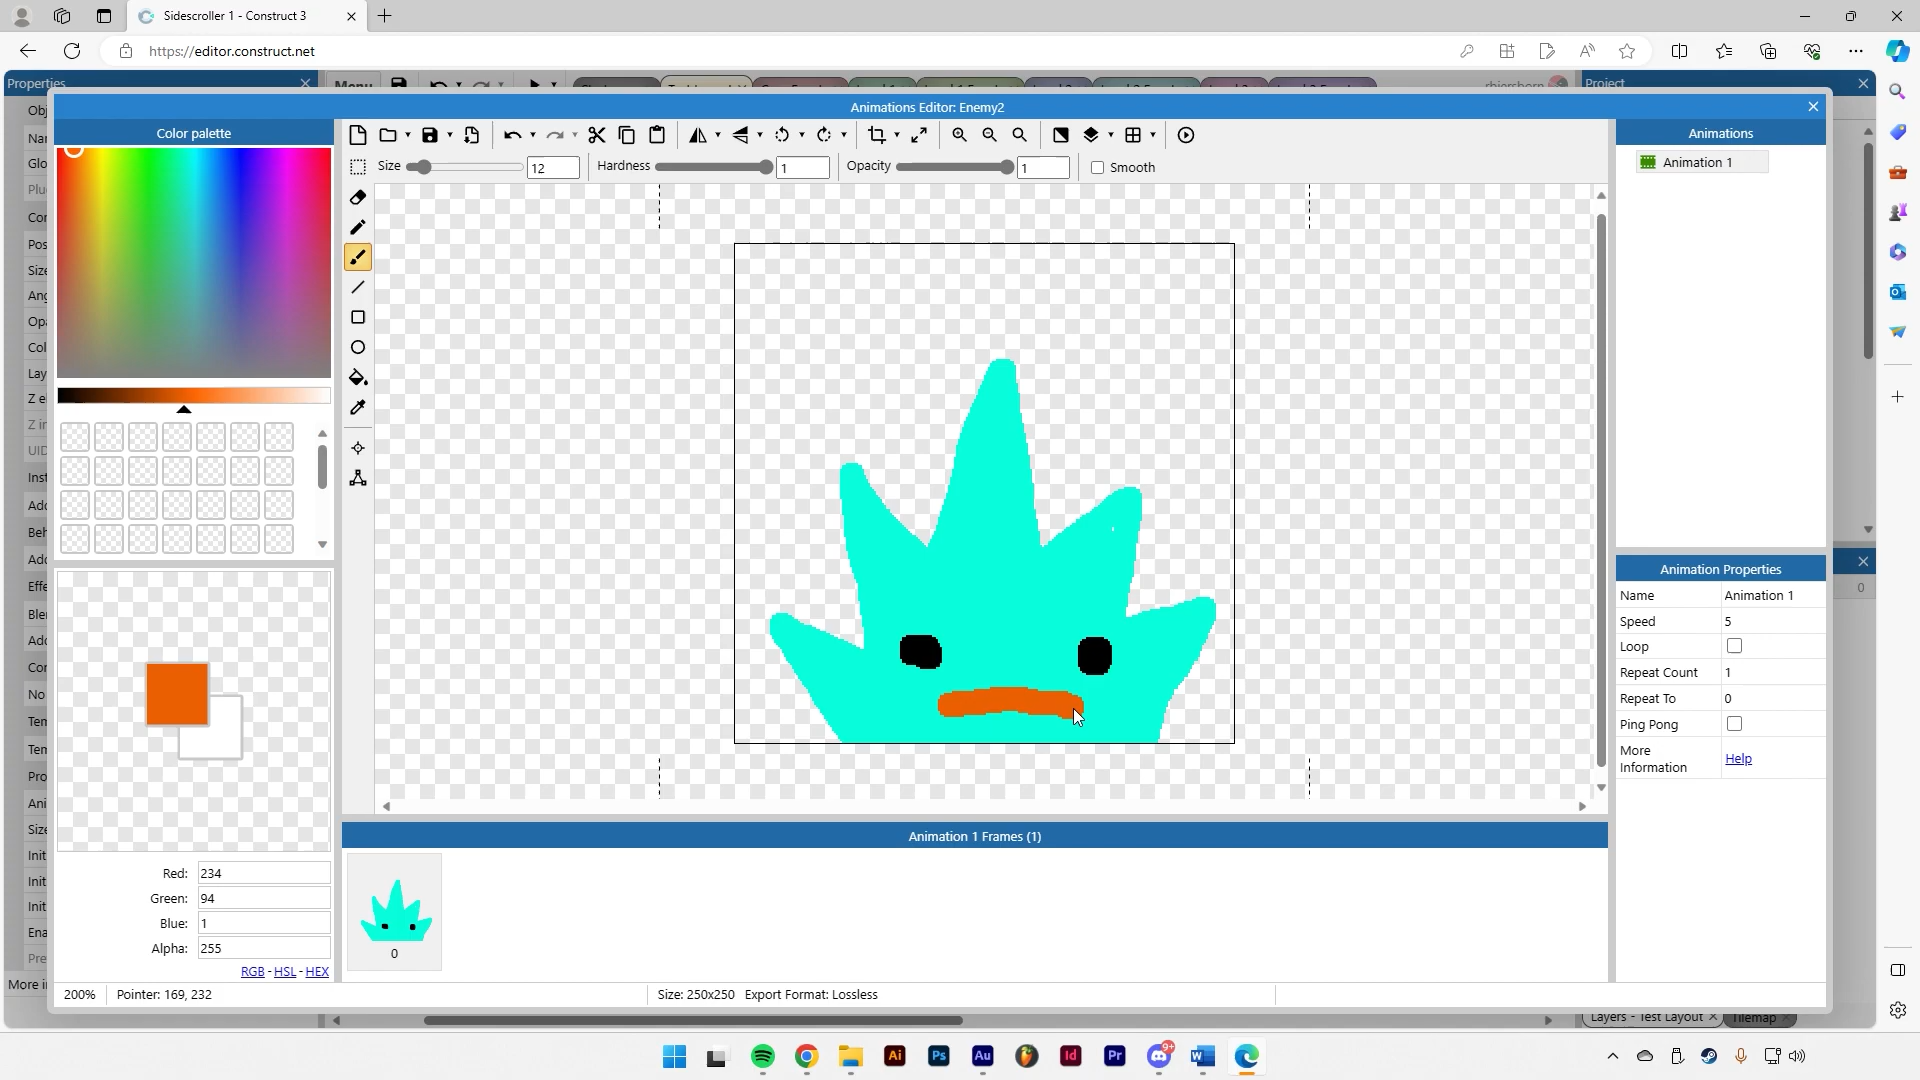 Sidescroller 1 - Construct 3
https://editor.construct.net
Properties
Menu
Project
Animations Editor: Enemy2
Color palette
Size 12 Hardness 1 Opacity 1 Smooth
Animations
Animation 1
Animation Properties
Name Animation 1
Speed 5
Loop
Repeat Count 1
Repeat To 0
Ping Pong
More Information Help
0
Animation 1 Frames (1)
0
Red: 234
Green: 94
Blue: 1
Alpha: 255
RGB - HSL - HEX
200% Pointer: 169, 232 Size: 250x250 Export Format: Lossless
Layers - Test Layout Tilemap
9+